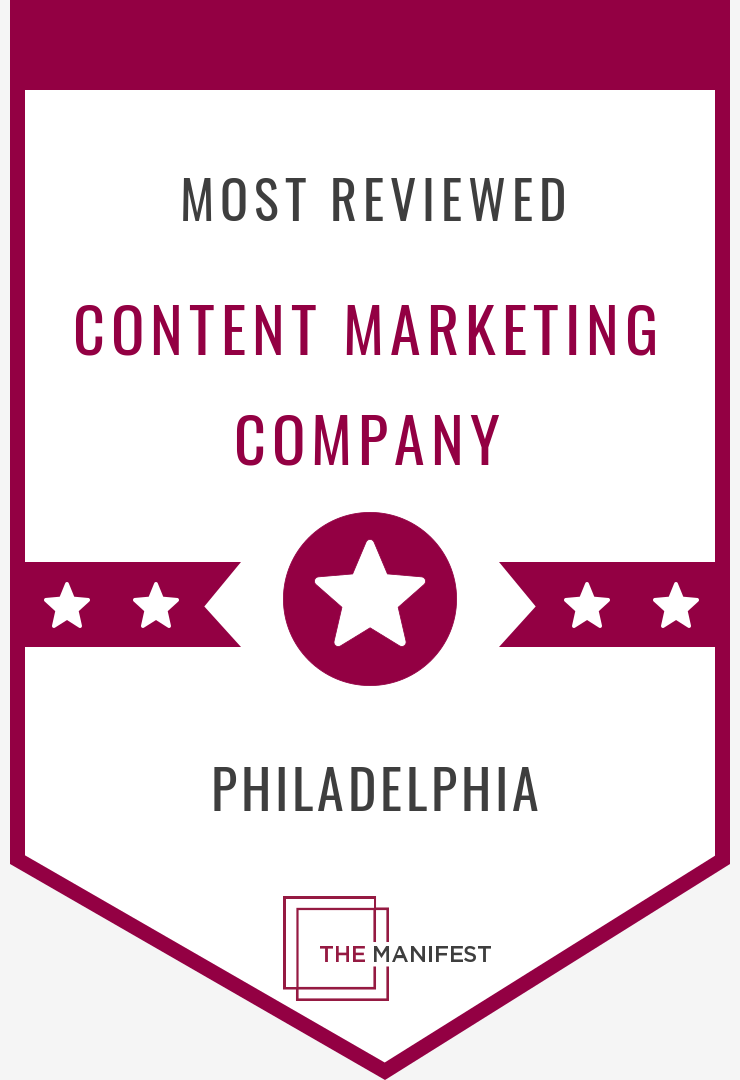 MOST REVIEWED
CONTENT MARKETING
COMPANY
PHILADELPHIA
THE MANIFEST